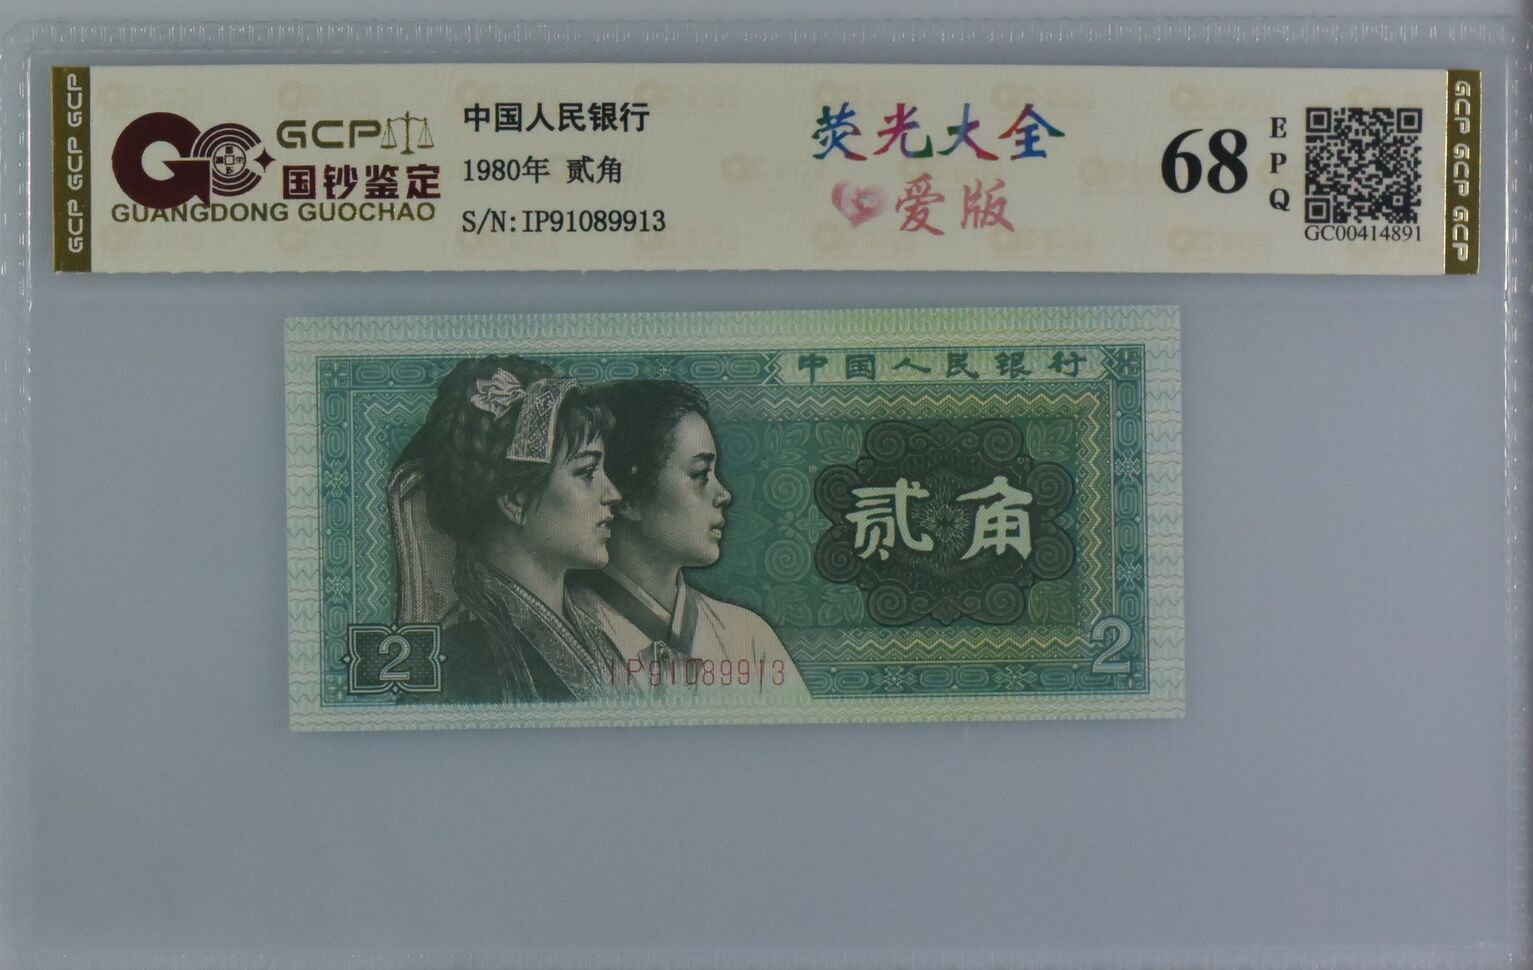 GCP GCP GCP
GCP
国钞鉴定
GUANGDONG GUOCHAO
中国人民银行
1980年 贰角
S/N:IP91089913
荧光大全
爱版
68
EPQ
GC00414891
GCP GCP GCP
中国人民银行
贰角
2
IP91089913
2